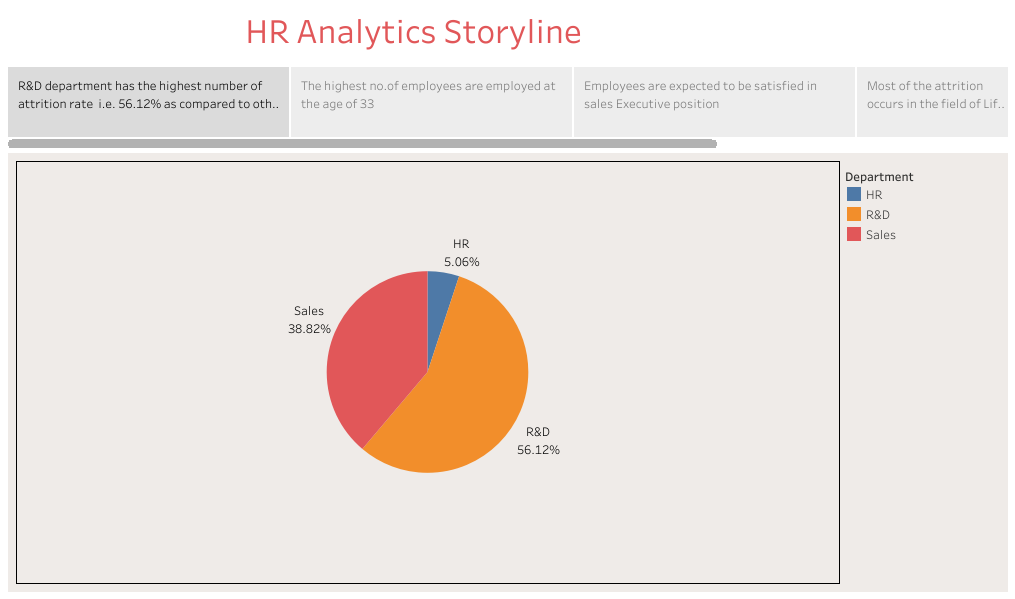 HR Analytics Storyline
R&D department has the highest number of
attrition rate  i.e. 56.12% as compared to oth..
The highest no.of employees are employed at
the age of 33
Employees are expected to be satisfied in
sales Executive position
Most of the attrition
occurs in the field of Lif..
Department
HR
R&D
Sales
HR
5.06%
Sales
38.82%
R&D
56.12%